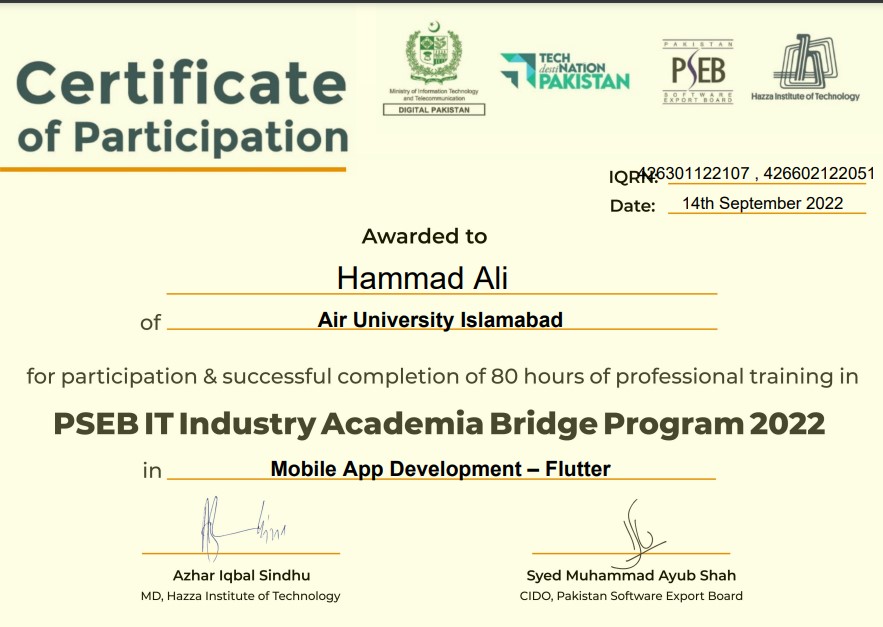 Certificate
of Participation
Ministry of Information Technology
and Telecommunication
DIGITAL PAKISTAN
TECH
destiNATION
PAKISTAN
PAKISTAN
PSEB
SOFTWARE
EXPORT BOARD
Hazza Institute of Technology
IQRN: 426301122107 , 426602122051
Date: 14th September 2022
Awarded to
Hammad Ali
of Air University Islamabad
for participation & successful completion of 80 hours of professional training in
PSEB IT Industry Academia Bridge Program 2022
in Mobile App Development – Flutter
Azhar Iqbal Sindhu
MD, Hazza Institute of Technology
Syed Muhammad Ayub Shah
CIDO, Pakistan Software Export Board